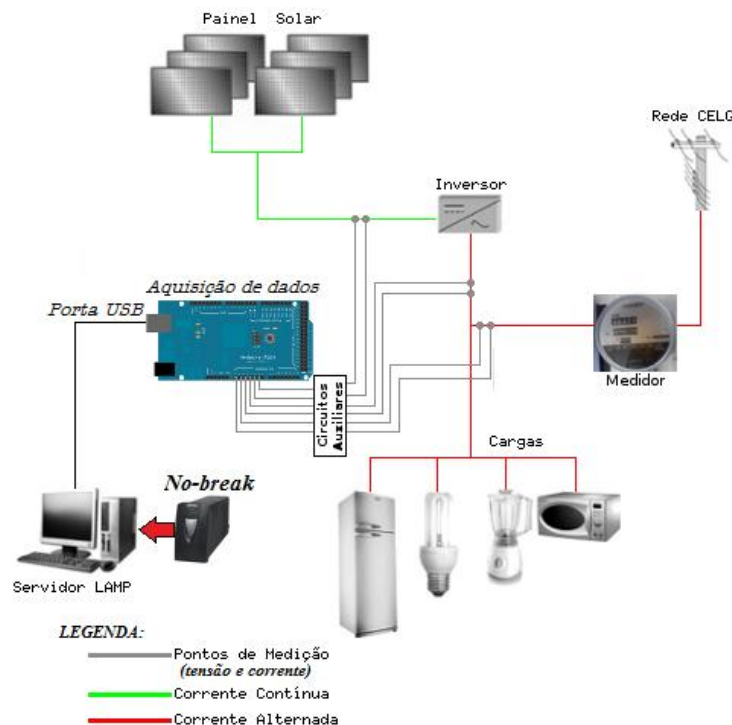 Painel Solar
Rede CELG
Inversor
Aquisição de dados
Porta USB
Circuitos
Auxiliares
Medidor
Cargas
No-break
Servidor LAMP
LEGENDA:
Pontos de Medição
(tensão e corrente)
Corrente Contínua
Corrente Alternada